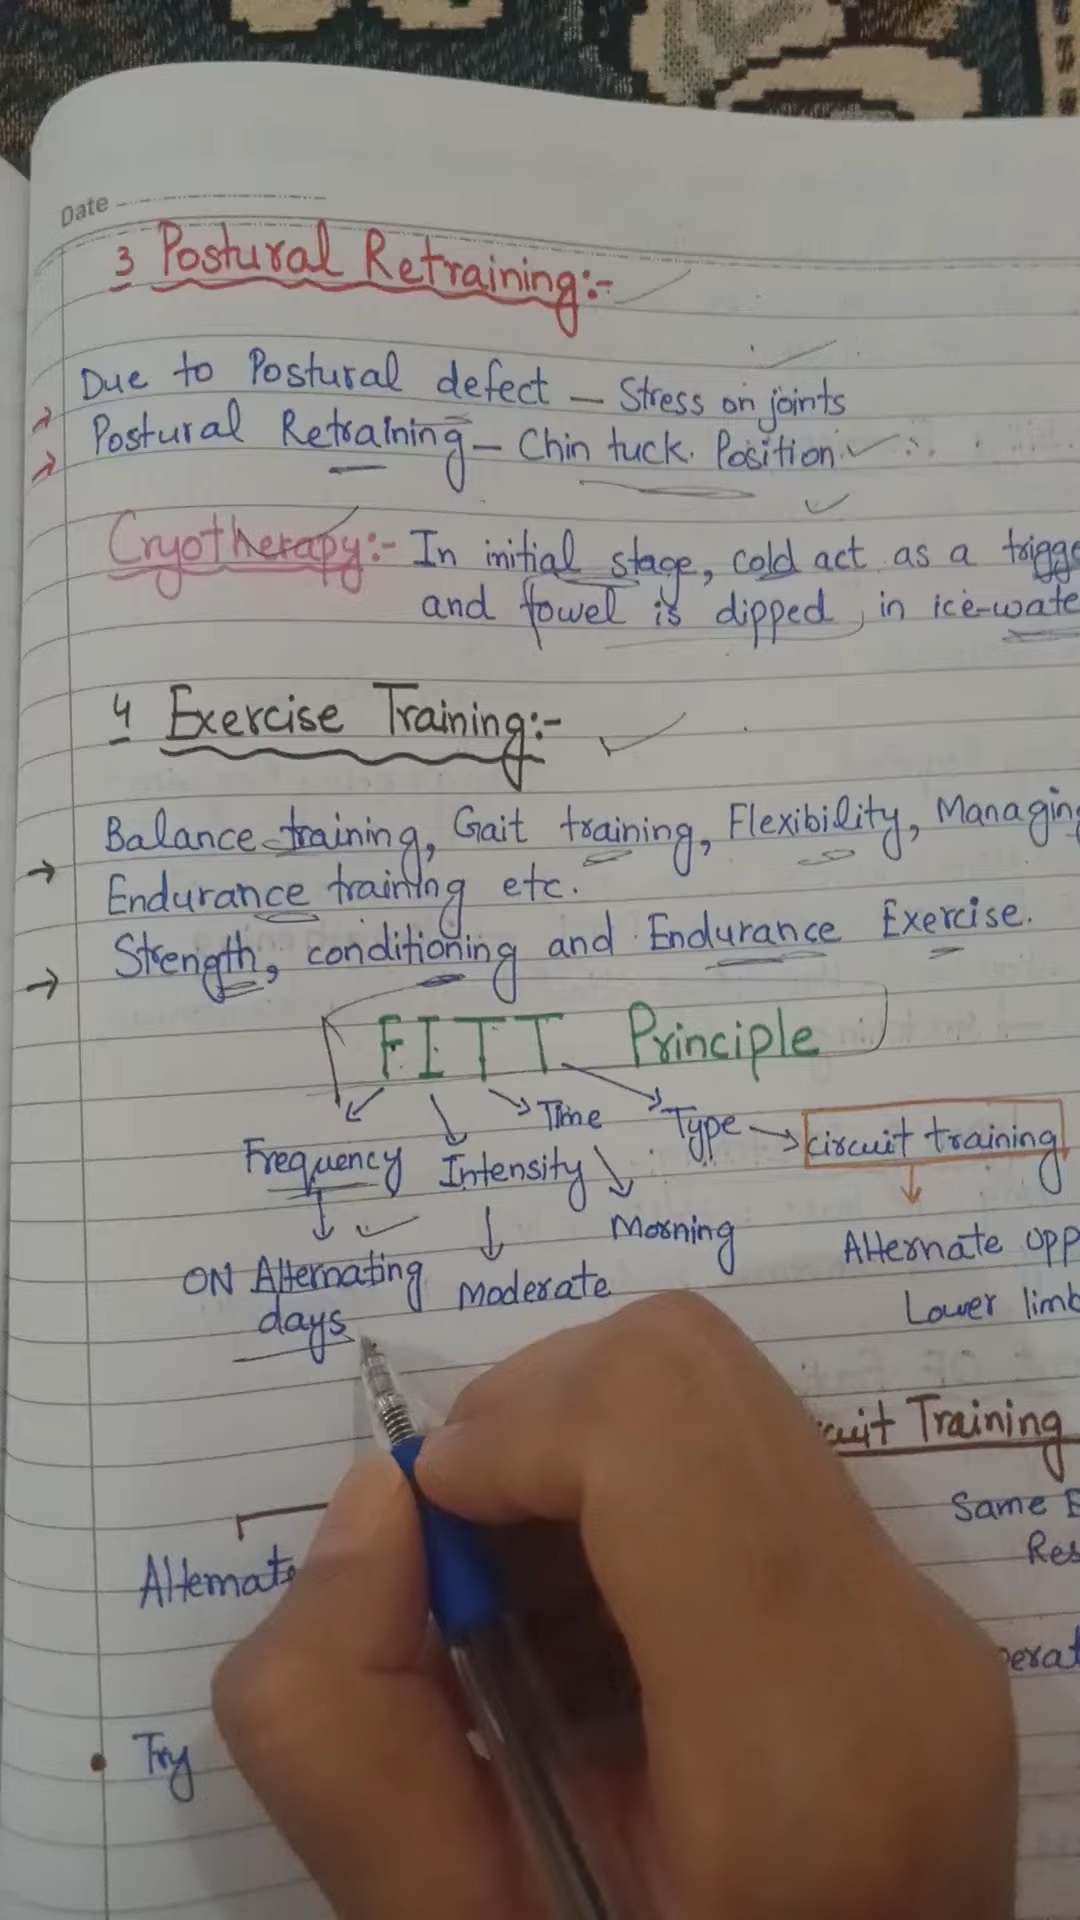 Date
3 Postural Retraining:-
Due to Postural defect – Stress on joints
Postural Retraining – Chin tuck Position
Cryotherapy:- In initial stage, cold act as a
and towel is dipped in ice-
4 Exercise Training:-
Balance training, Gait training, Flexibility, Managing
→ Endurance training etc.
→ Strength, conditioning and Endurance Exercise.
FITT Principle
Frequency Intensity Time Type → circuit training
ON Alternating days Moderate Morning Alternate
Lower
Training
Same
Try